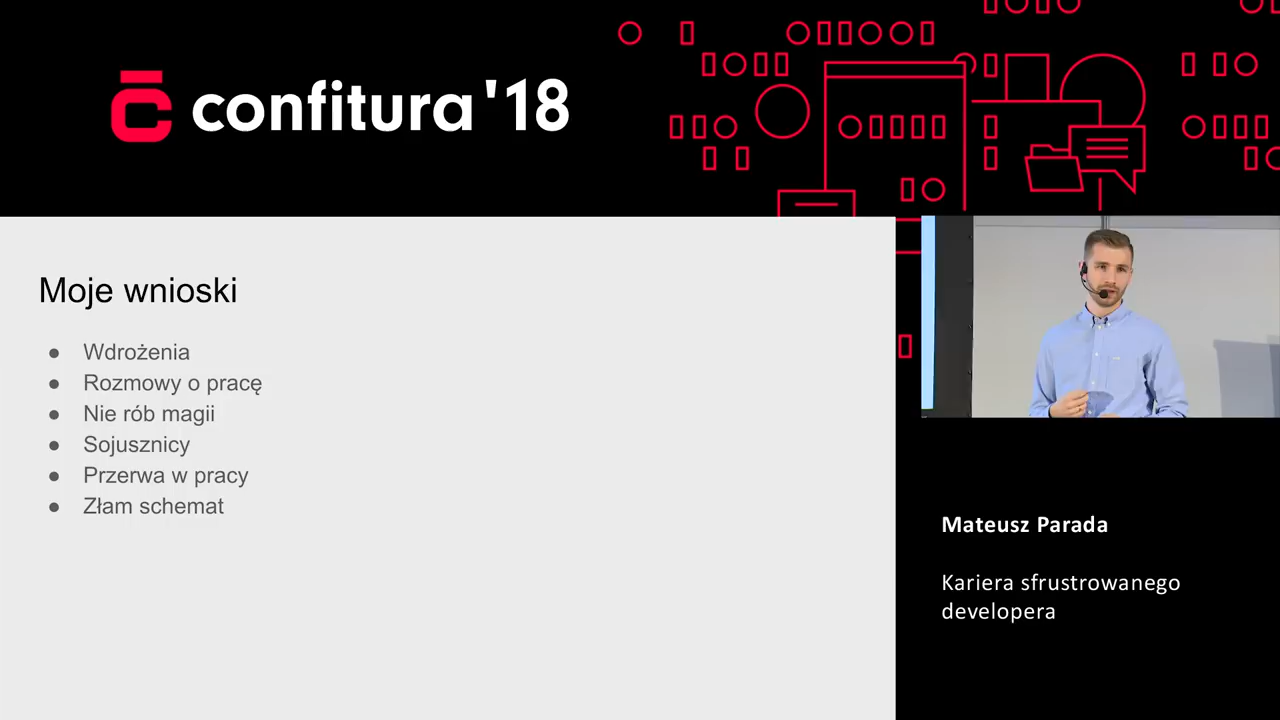 confitura '18
Moje wnioski
● Wdrożenia
● Rozmowy o pracę
● Nie rób magii
● Sojusznicy
● Przerwa w pracy
● Złam schemat
Mateusz Parada
Kariera sfrustrowanego
developera